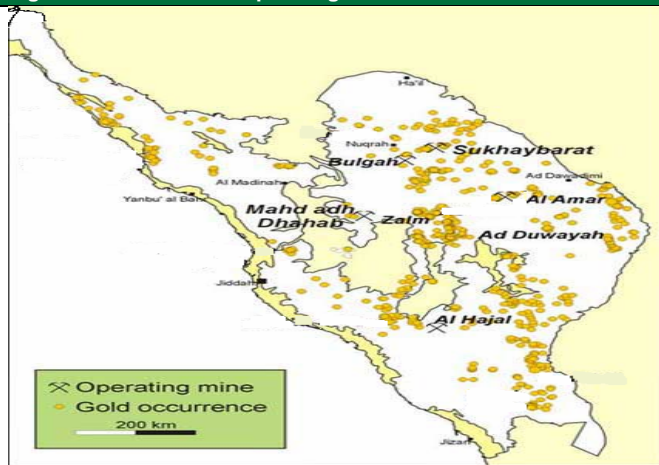 Ha'il
Nuqrah
Sukhaybarat
Bulgah
Ad Dawadimi
Al Madinah
Yanbu' al Bahr
Al Amar
Mahd adh
Dhahab
Zalm
Ad Duwayah
Jiddah
Al Hajal
Operating mine
Gold occurrence
200 km
Jizan